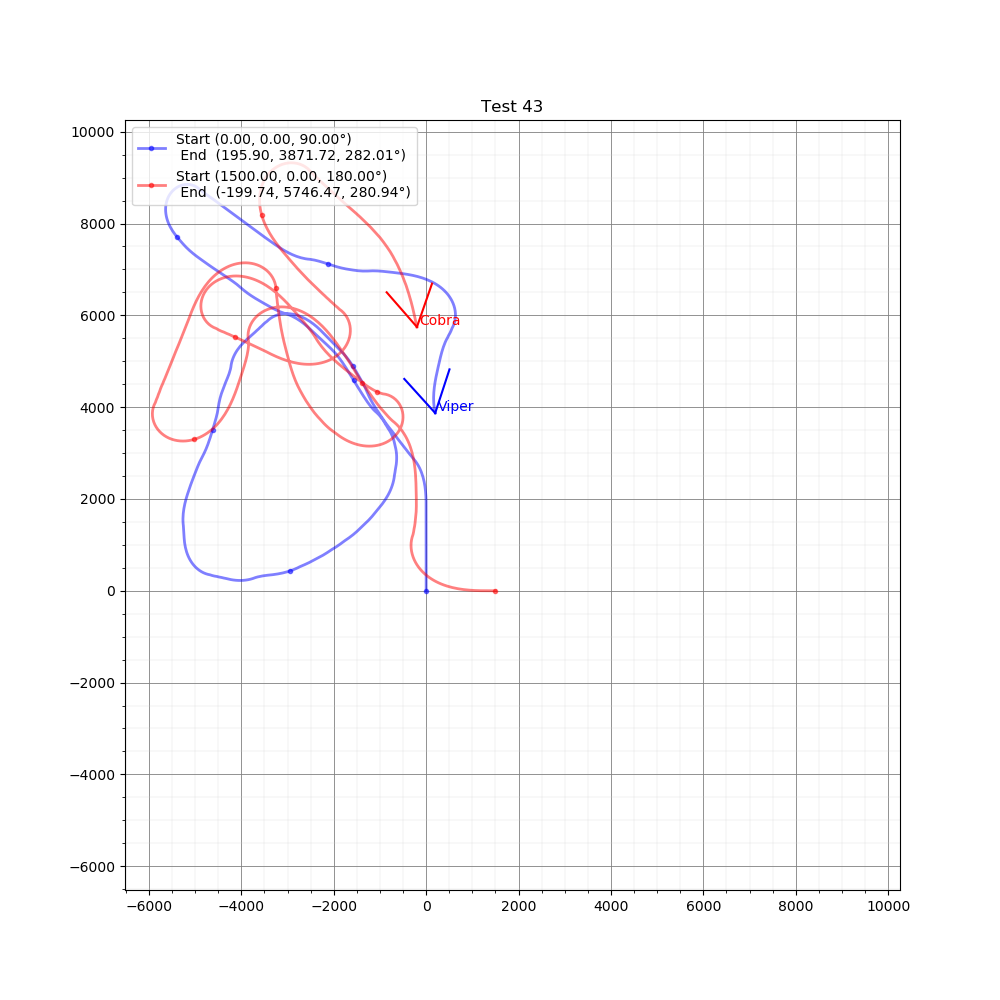 Test 43
Start (0.00, 0.00, 90.00°)
End  (195.90, 3871.72, 282.01°)
Start (1500.00, 0.00, 180.00°)
End  (-199.74, 5746.47, 280.94°)
10000
8000
6000
4000
2000
0
−2000
−4000
−6000
Cobra
Viper
−6000 −4000 −2000 0 2000 4000 6000 8000 10000